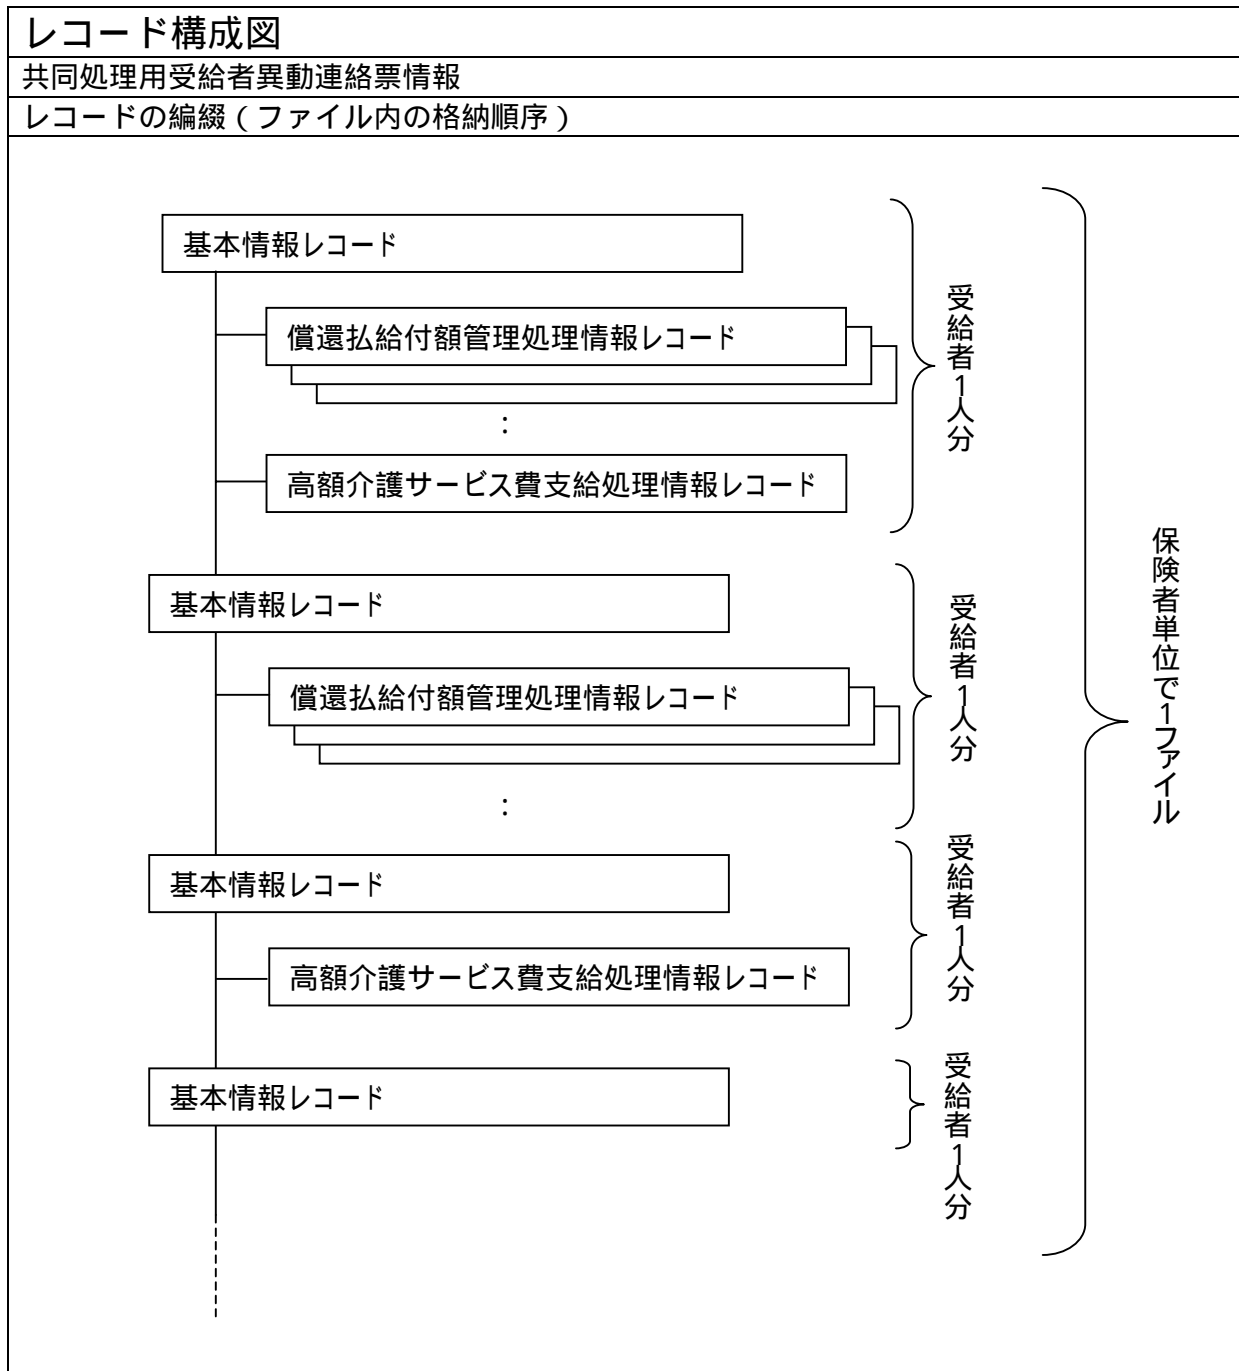 レコード構成図
共同処理用受給者異動連絡票情報
レコードの編綴(ファイル内の格納順序)
基本情報レコード
償還払給付額管理処理情報レコード
:
高額介護サービス費支給処理情報レコード
受給者1人分
基本情報レコード
償還払給付額管理処理情報レコード
:
受給者1人分
基本情報レコード
高額介護サービス費支給処理情報レコード
受給者1人分
基本情報レコード
受給者1人分
保険者単位で1ファイル